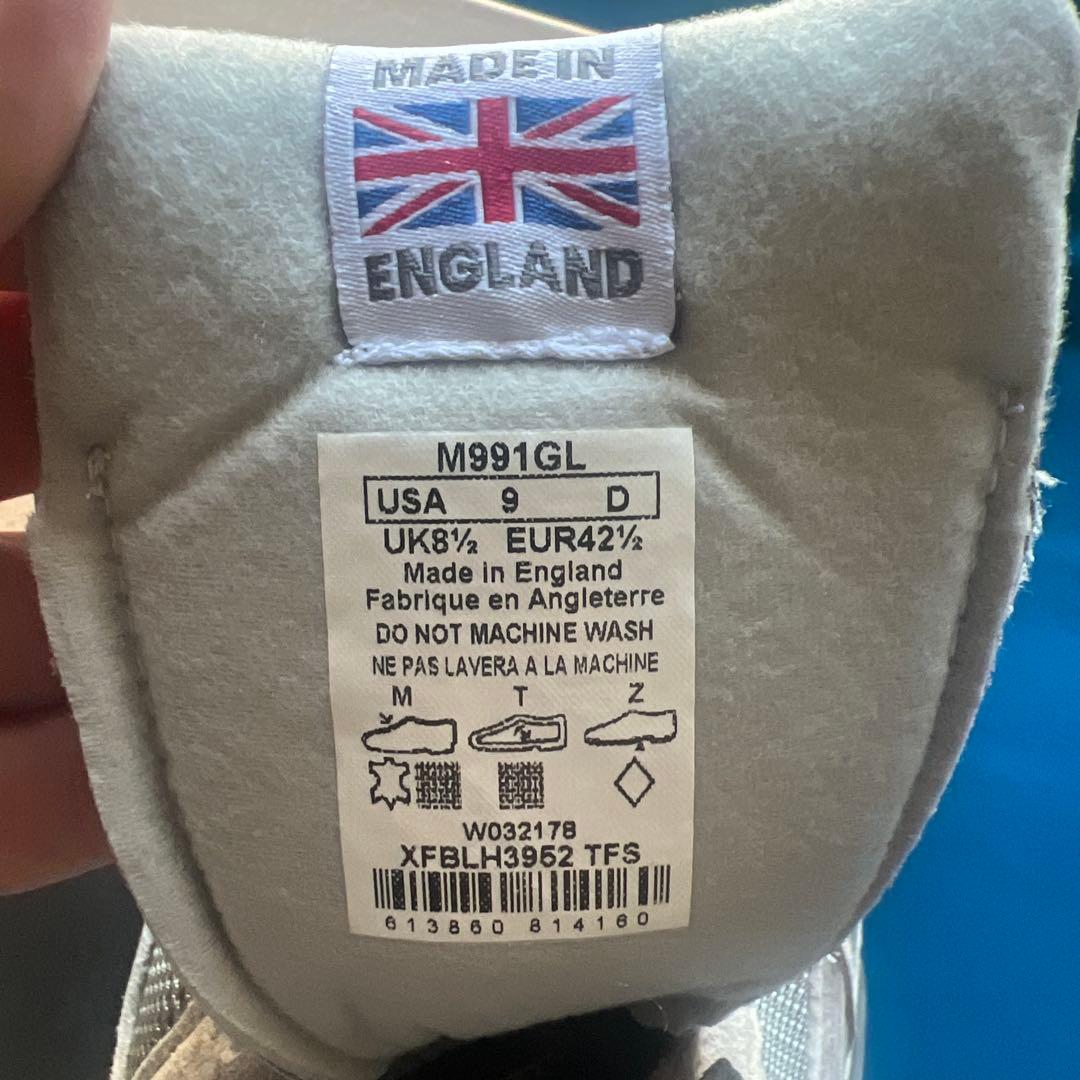 MADE IN
ENGLAND
M991GL
USA 9 D
UK8½ EUR42½
Made in England
Fabrique en Angleterre
DO NOT MACHINE WASH
NE PAS LAVERA A LA MACHINE
M T Z
W032178
XFBLH3952 TFS
613860 814160